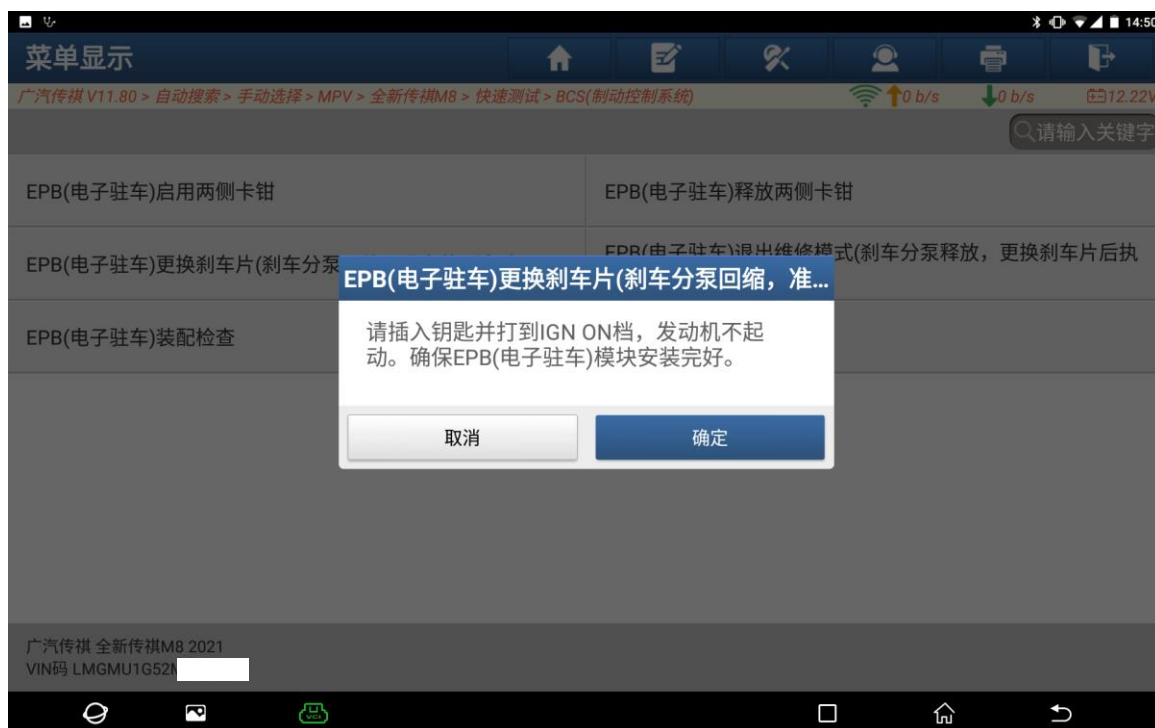 14:50
菜单显示
广汽传祺 V11.80 > 自动搜索 > 手动选择 > MPV > 全新传祺M8 > 快速测试 > BCS(制动控制系统)
0 b/s
0 b/s
12.22V
请输入关键字
EPB(电子驻车)启用两侧卡钳
EPB(电子驻车)释放两侧卡钳
EPB(电子驻车)更换刹车片(刹车分泵
EPB(电子驻车)退出维修模式(刹车分泵释放，更换刹车片后执
EPB(电子驻车)装配检查
EPB(电子驻车)更换刹车片(刹车分泵回缩，准...
请插入钥匙并打到IGN ON档，发动机不起
动。确保EPB(电子驻车)模块安装完好。
取消
确定
广汽传祺 全新传祺M8 2021
VIN码 LMGMU1G52M
VCI